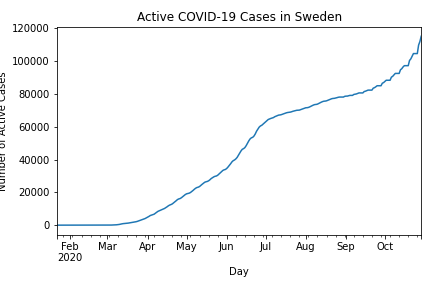 Active COVID-19 Cases in Sweden
Number of Active Cases
120000
100000
80000
60000
40000
20000
0
Feb Mar Apr May Jun Jul Aug Sep Oct
2020
Day